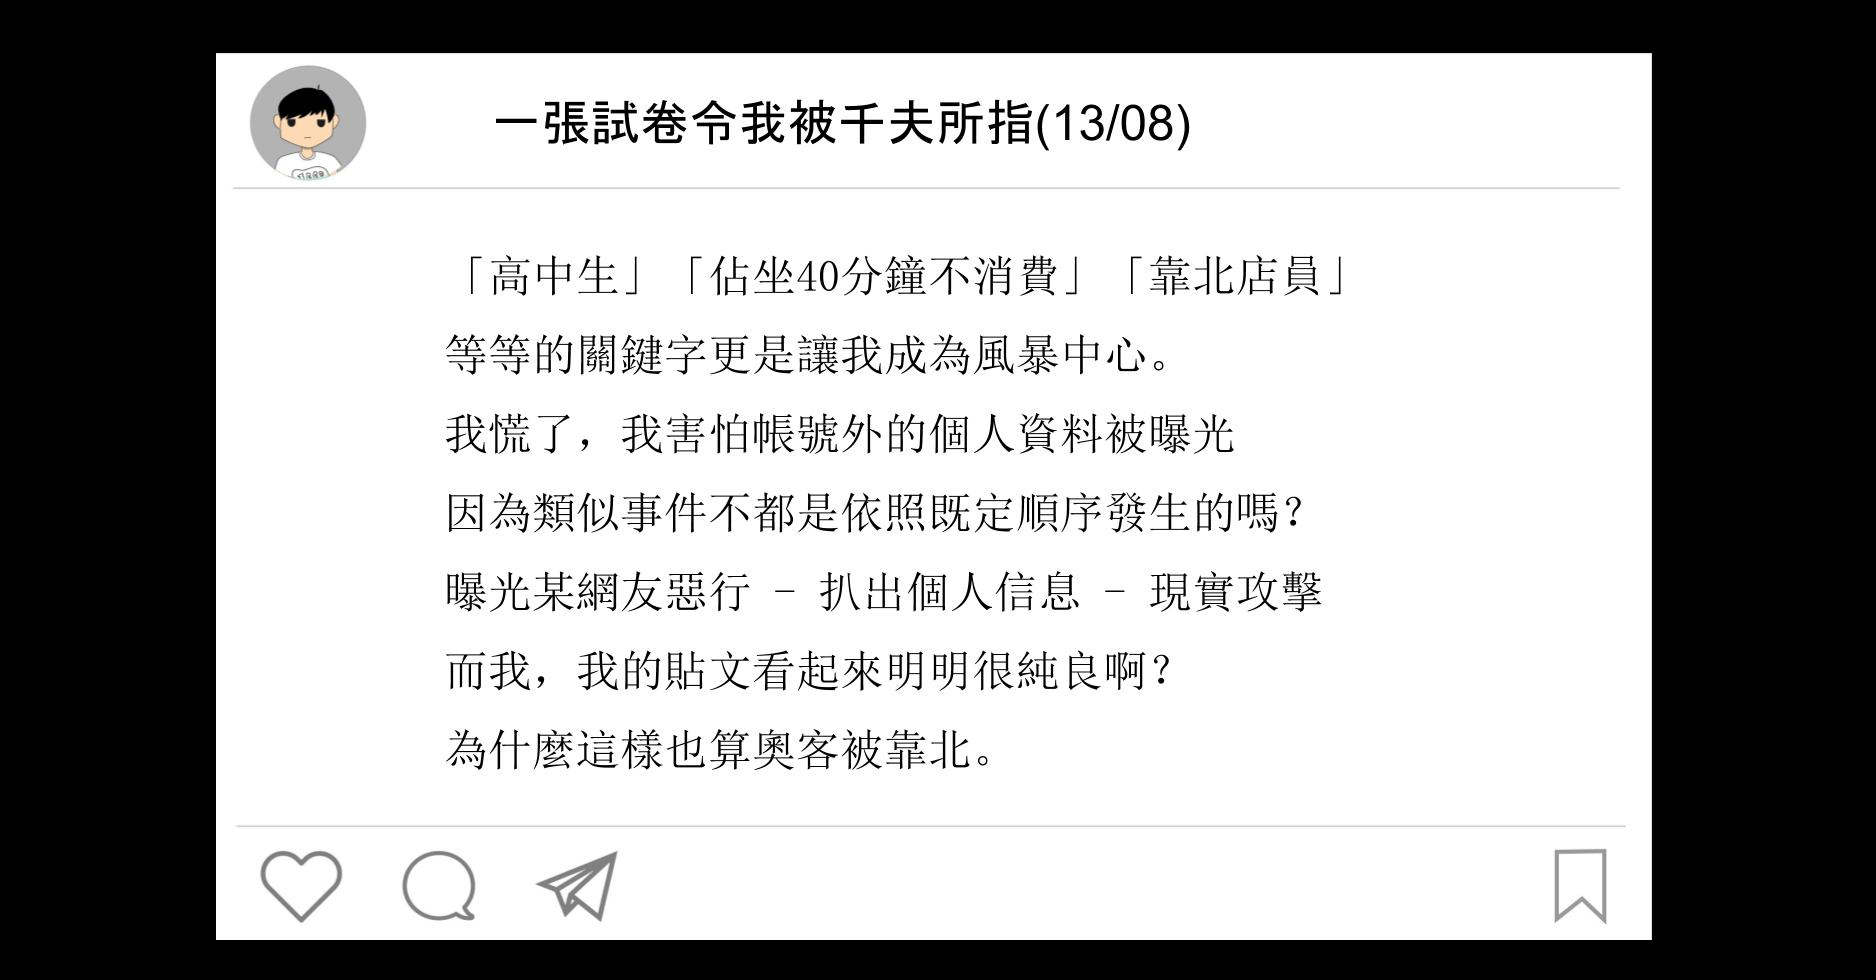 一張試卷令我被千夫所指(13/08)
「高中生」「佔坐40分鐘不消費」「靠北店員」
等等的關鍵字更是讓我成為風暴中心。
我慌了，我害怕帳號外的個人資料被曝光
因為類似事件不都是依照既定順序發生的嗎？
曝光某網友惡行 - 扒出個人信息 - 現實攻擊
而我，我的貼文看起來明明很純良啊？
為什麼這樣也算奧客被靠北。